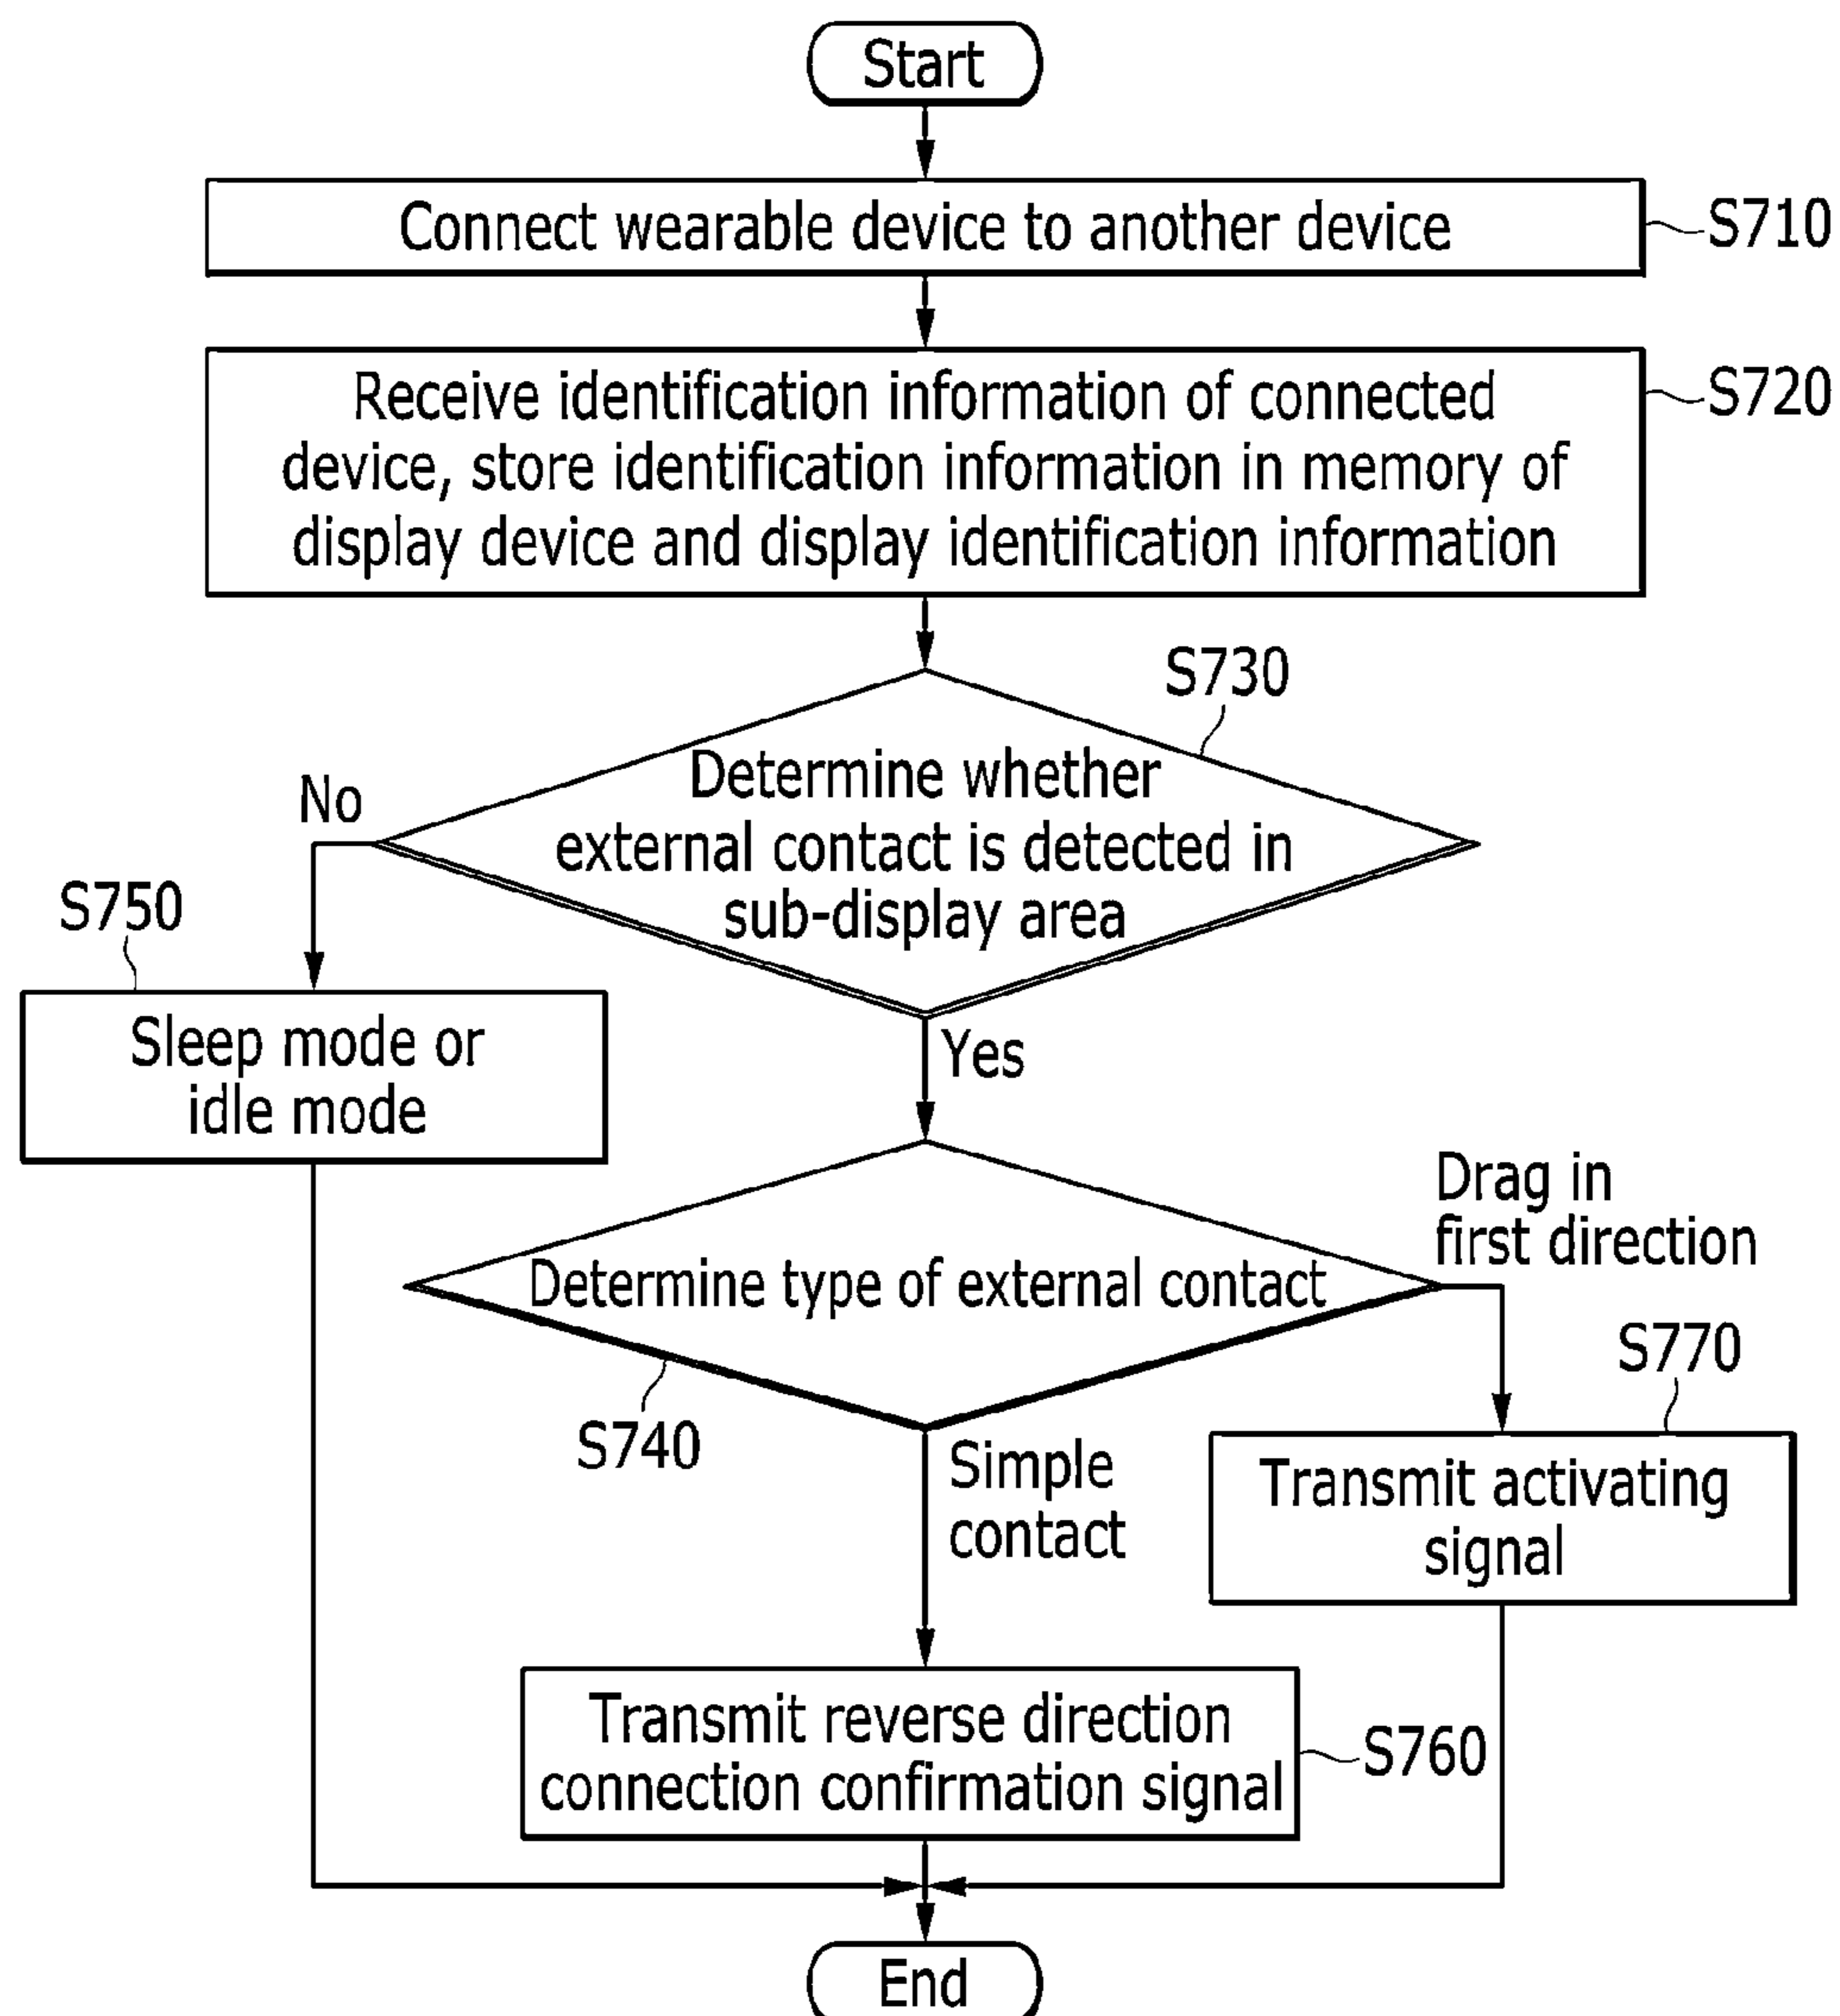 Start
Connect wearable device to another device
S710
Receive identification information of connected
device, store identification information in memory of
display device and display identification information
S720
S730
Determine whether
external contact is detected in
sub-display area
No
S750
Sleep mode or
idle mode
Yes
Determine type of external contact
Drag in
first direction
S740
S770
Transmit activating
signal
Simple
contact
Transmit reverse direction
connection confirmation signal
S760
End